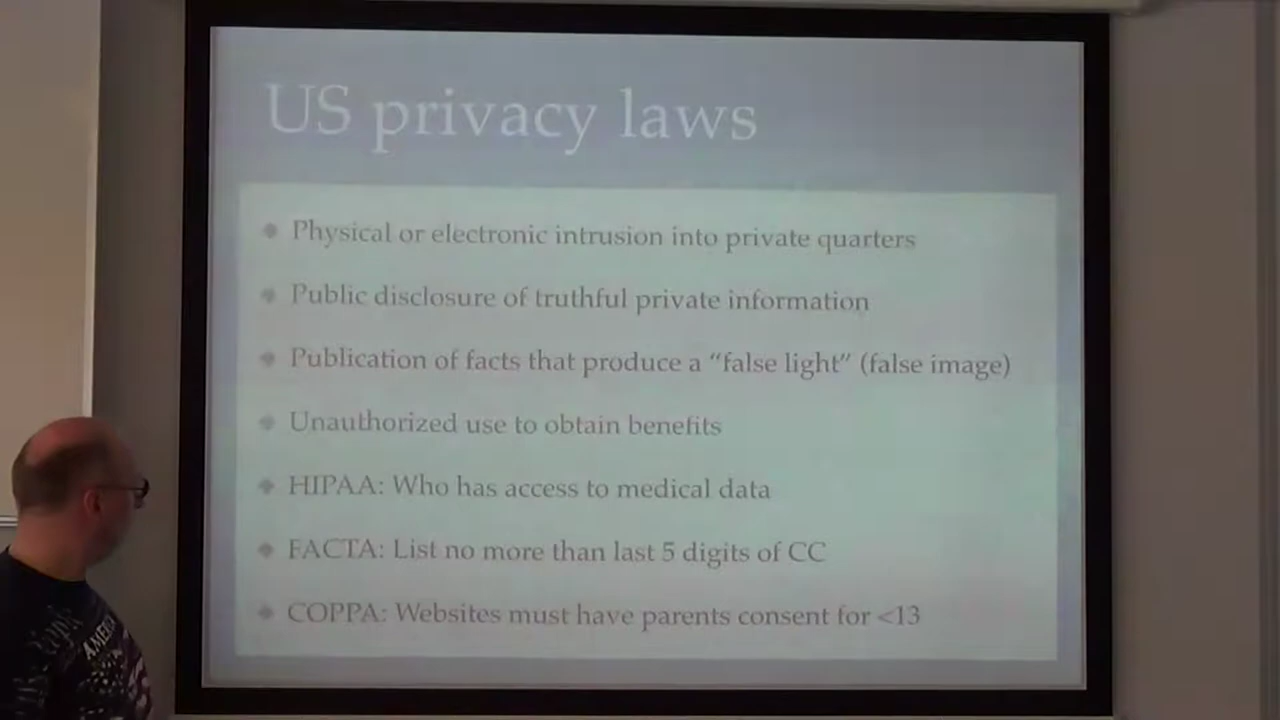 US privacy laws
Physical or electronic intrusion into private quarters
Public disclosure of truthful private information
Publication of facts that produce a “false light” (false image)
Unauthorized use to obtain benefits
HIPAA: Who has access to medical data
FACTA: List no more than last 5 digits of CC
COPPA: Websites must have parents consent for <13